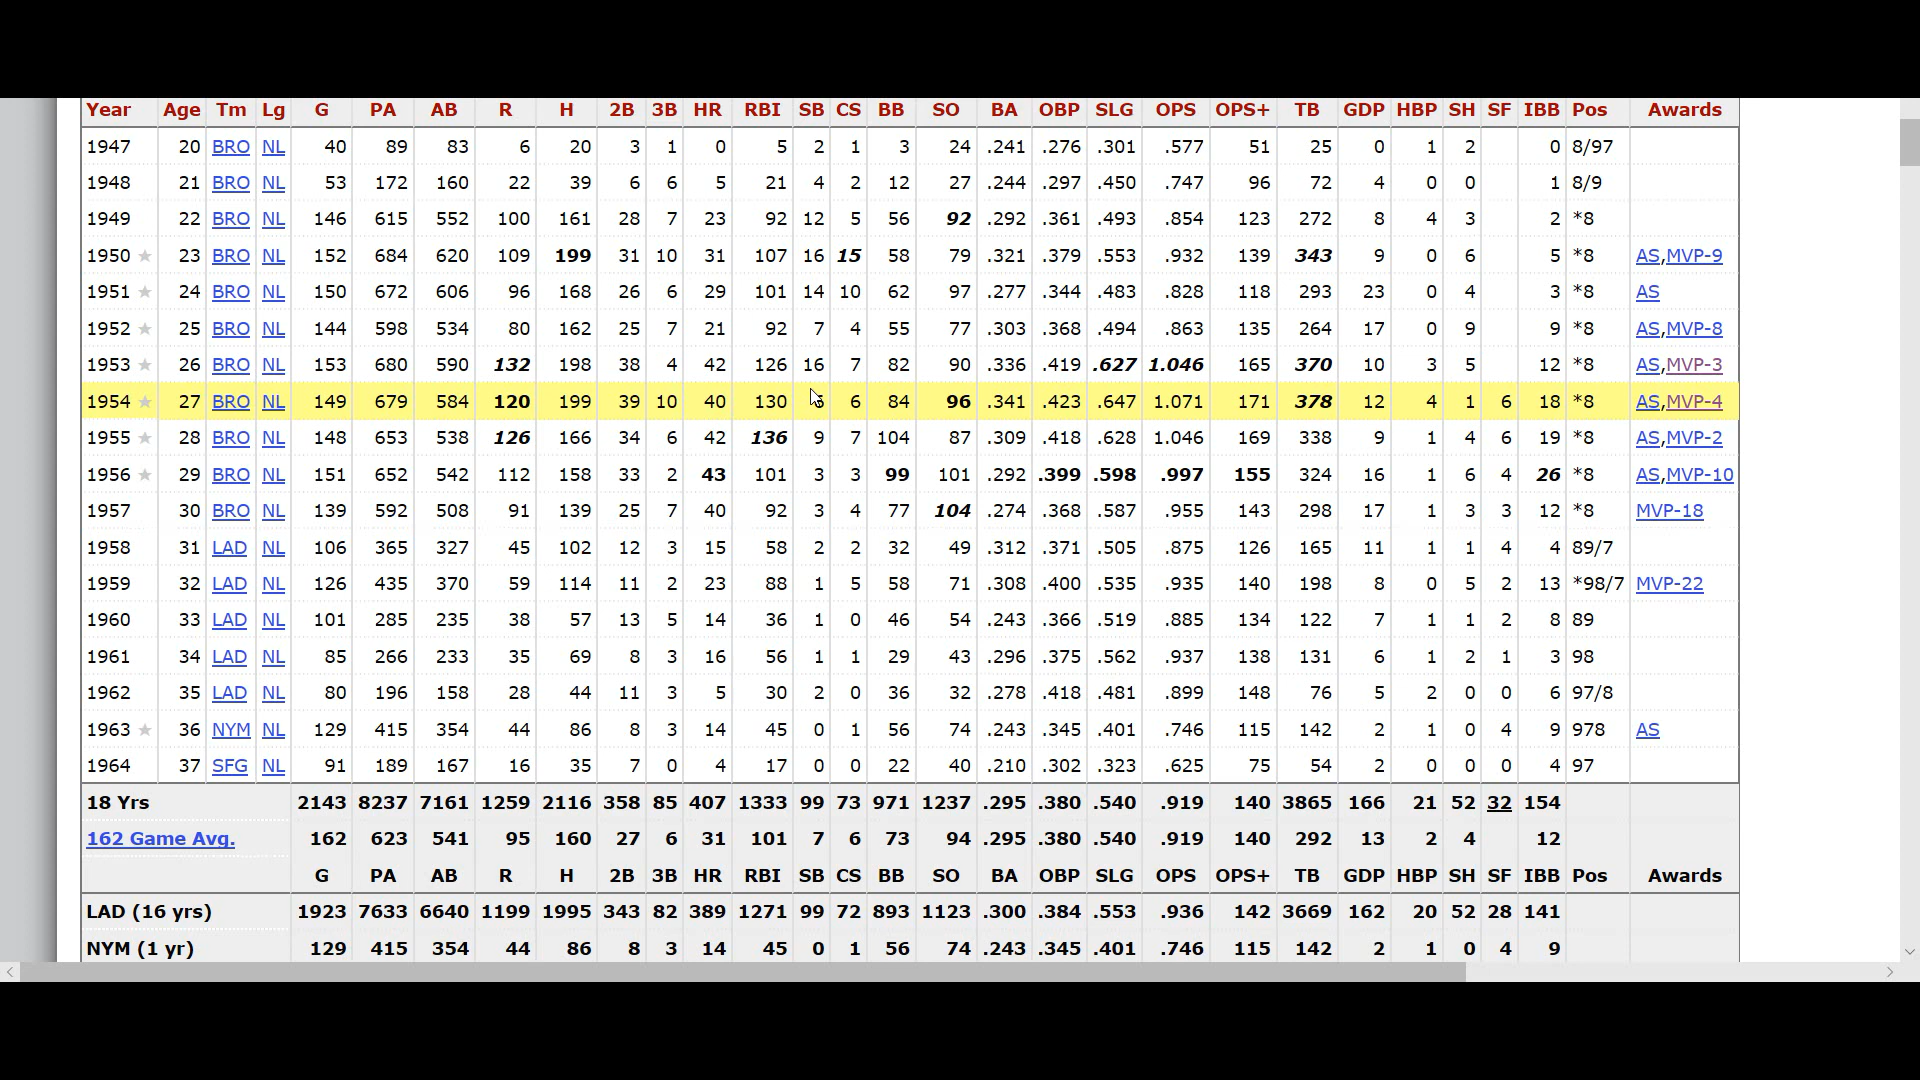 Year Age Tm Lg G PA AB R H 2B 3B HR RBI SB CS BB SO BA OBP SLG OPS OPS+ TB GDP HBP SH SF IBB Pos Awards
1947 20 BRO NL 40 89 83 6 20 3 1 0 5 2 1 3 24 .241 .276 .301 .577 51 25 0 1 2 0 8/97
1948 21 BRO NL 53 172 160 22 39 6 6 5 21 4 2 12 27 .244 .297 .450 .747 96 72 4 0 0 1 8/9
1949 22 BRO NL 146 615 552 100 161 28 7 23 92 12 5 56 92 .292 .361 .493 .854 123 272 8 4 3 2 *8
1950 ★ 23 BRO NL 152 684 620 109 199 31 10 31 107 16 15 58 79 .321 .379 .553 .932 139 343 9 0 6 5 *8 AS,MVP-9
1951 ★ 24 BRO NL 150 672 606 96 168 26 6 29 101 14 10 62 97 .277 .344 .483 .828 118 293 23 0 4 3 *8 AS
1952 ★ 25 BRO NL 144 598 534 80 162 25 7 21 92 7 4 55 77 .303 .368 .494 .863 135 264 17 0 9 9 *8 AS,MVP-8
1953 ★ 26 BRO NL 153 680 590 132 198 38 4 42 126 16 7 82 90 .336 .419 .627 1.046 165 370 10 3 5 12 *8 AS,MVP-3
1954 ★ 27 BRO NL 149 679 584 120 199 39 10 40 130 6 84 96 .341 .423 .647 1.071 171 378 12 4 1 6 18 *8 AS,MVP-4
1955 ★ 28 BRO NL 148 653 538 126 166 34 6 42 136 9 7 104 87 .309 .418 .628 1.046 169 338 9 1 4 6 19 *8 AS,MVP-2
1956 ★ 29 BRO NL 151 652 542 112 158 33 2 43 101 3 3 99 101 .292 .399 .598 .997 155 324 16 1 6 4 26 *8 AS,MVP-10
1957 30 BRO NL 139 592 508 91 139 25 7 40 92 3 4 77 104 .274 .368 .587 .955 143 298 17 1 3 3 12 *8 MVP-18
1958 31 LAD NL 106 365 327 45 102 12 3 15 58 2 2 32 49 .312 .371 .505 .875 126 165 11 1 1 4 4 89/7
1959 32 LAD NL 126 435 370 59 114 11 2 23 88 1 5 58 71 .308 .400 .535 .935 140 198 8 0 5 2 13 *98/7 MVP-22
1960 33 LAD NL 101 285 235 38 57 13 5 14 36 1 0 46 54 .243 .366 .519 .885 134 122 7 1 1 2 8 89
1961 34 LAD NL 85 266 233 35 69 8 3 16 56 1 1 29 43 .296 .375 .562 .937 138 131 6 1 2 1 3 98
1962 35 LAD NL 80 196 158 28 44 11 3 5 30 2 0 36 32 .278 .418 .481 .899 148 76 5 2 0 0 6 97/8
1963 ★ 36 NYM NL 129 415 354 44 86 8 3 14 45 0 1 56 74 .243 .345 .401 .746 115 142 2 1 0 4 9 978 AS
1964 37 SFG NL 91 189 167 16 35 7 0 4 17 0 0 22 40 .210 .302 .323 .625 75 54 2 0 0 0 4 97
18 Yrs 2143 8237 7161 1259 2116 358 85 407 1333 99 73 971 1237 .295 .380 .540 .919 140 3865 166 21 52 32 154
162 Game Avg. 162 623 541 95 160 27 6 31 101 7 6 73 94 .295 .380 .540 .919 140 292 13 2 4 12
G PA AB R H 2B 3B HR RBI SB CS BB SO BA OBP SLG OPS OPS+ TB GDP HBP SH SF IBB Pos Awards
LAD (16 yrs) 1923 7633 6640 1199 1995 343 82 389 1271 99 72 893 1123 .300 .384 .553 .936 142 3669 162 20 52 28 141
NYM (1 yr) 129 415 354 44 86 8 3 14 45 0 1 56 74 .243 .345 .401 .746 115 142 2 1 0 4 9